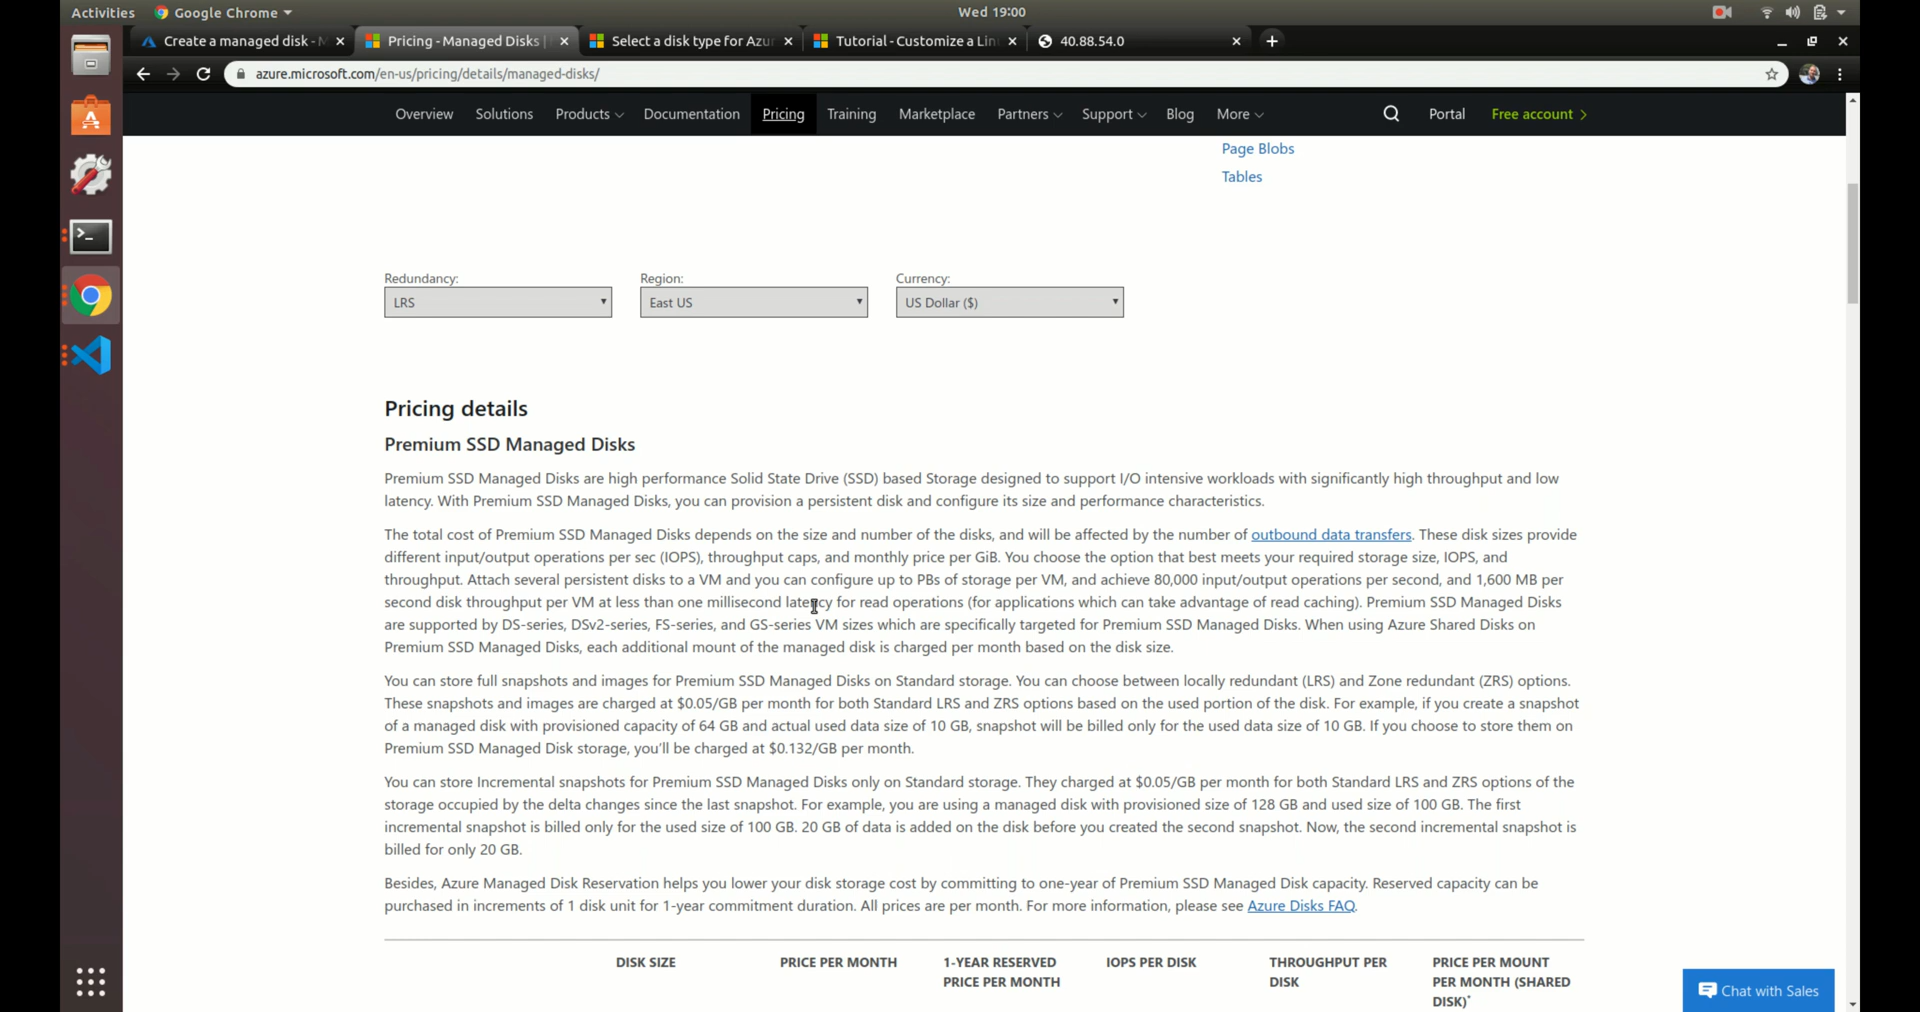 Activities
Google Chrome
Wed 19:00
Create a managed disk - M
Pricing - Managed Disks |
Select a disk type for Azur
Tutorial - Customize a Lin
40.88.54.0
azure.microsoft.com/en-us/pricing/details/managed-disks/
Overview
Solutions
Products
Documentation
Pricing
Training
Marketplace
Partners
Support
Blog
More
Portal
Free account
Page Blobs
Tables
Redundancy:
Region:
Currency:
LRS
East US
US Dollar ($)
Pricing details
Premium SSD Managed Disks
Premium SSD Managed Disks are high performance Solid State Drive (SSD) based Storage designed to support I/O intensive workloads with significantly high throughput and low
latency. With Premium SSD Managed Disks, you can provision a persistent disk and configure its size and performance characteristics.
The total cost of Premium SSD Managed Disks depends on the size and number of the disks, and will be affected by the number of outbound data transfers. These disk sizes provide
different input/output operations per sec (IOPS), throughput caps, and monthly price per GiB. You choose the option that best meets your required storage size, IOPS, and
throughput. Attach several persistent disks to a VM and you can configure up to PBs of storage per VM, and achieve 80,000 input/output operations per second, and 1,600 MB per
second disk throughput per VM at less than one millisecond latency for read operations (for applications which can take advantage of read caching). Premium SSD Managed Disks
are supported by DS-series, DSv2-series, FS-series, and GS-series VM sizes which are specifically targeted for Premium SSD Managed Disks. When using Azure Shared Disks on
Premium SSD Managed Disks, each additional mount of the managed disk is charged per month based on the disk size.
You can store full snapshots and images for Premium SSD Managed Disks on Standard storage. You can choose between locally redundant (LRS) and Zone redundant (ZRS) options.
These snapshots and images are charged at $0.05/GB per month for both Standard LRS and ZRS options based on the used portion of the disk. For example, if you create a snapshot
of a managed disk with provisioned capacity of 64 GB and actual used data size of 10 GB, snapshot will be billed only for the used data size of 10 GB. If you choose to store them on
Premium SSD Managed Disk storage, you'll be charged at $0.132/GB per month.
You can store Incremental snapshots for Premium SSD Managed Disks only on Standard storage. They charged at $0.05/GB per month for both Standard LRS and ZRS options of the
storage occupied by the delta changes since the last snapshot. For example, you are using a managed disk with provisioned size of 128 GB and used size of 100 GB. The first
incremental snapshot is billed only for the used size of 100 GB. 20 GB of data is added on the disk before you created the second snapshot. Now, the second incremental snapshot is
billed for only 20 GB.
Besides, Azure Managed Disk Reservation helps you lower your disk storage cost by committing to one-year of Premium SSD Managed Disk capacity. Reserved capacity can be
purchased in increments of 1 disk unit for 1-year commitment duration. All prices are per month. For more information, please see Azure Disks FAQ.
DISK SIZE
PRICE PER MONTH
1-YEAR RESERVED
PRICE PER MONTH
IOPS PER DISK
THROUGHPUT PER
DISK
PRICE PER MOUNT
PER MONTH (SHARED
DISK)*
Chat with Sales